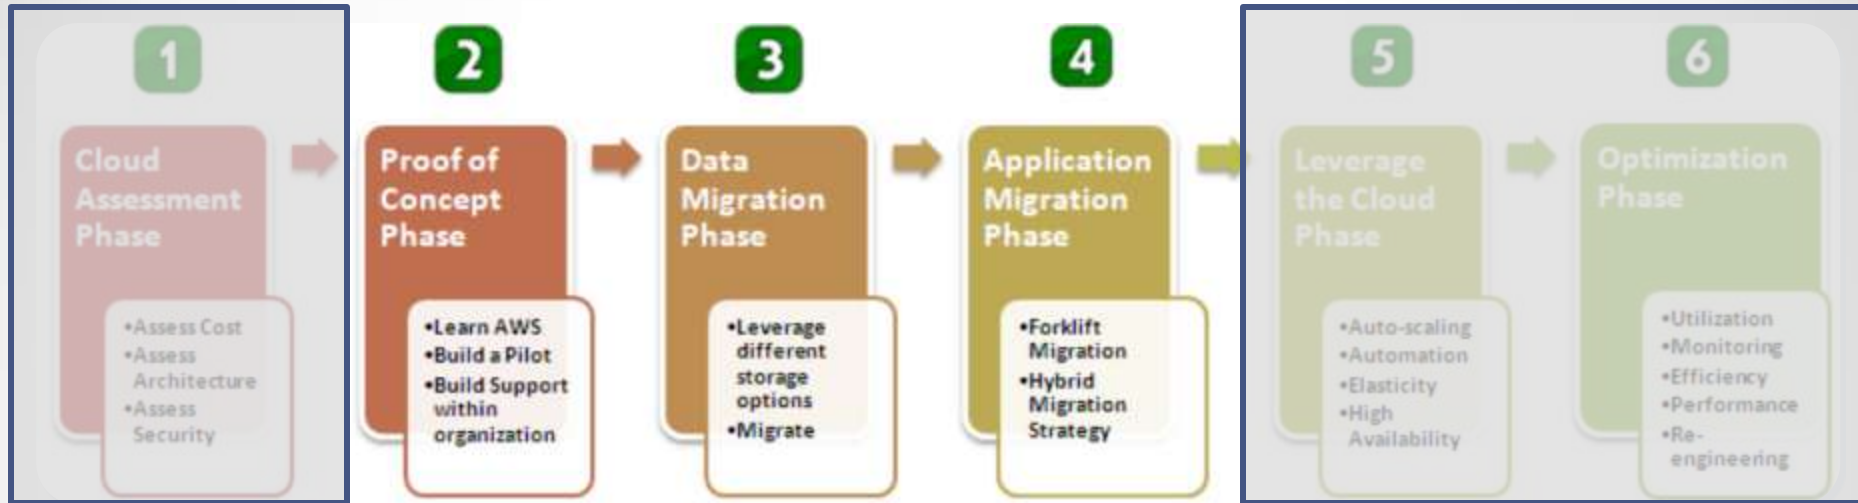 1
Cloud
Assessment
Phase
•Assess Cost
•Assess
Architecture
•Assess
Security
2
Proof of
Concept
Phase
•Learn AWS
•Build a Pilot
•Build Support
within
organization
3
Data
Migration
Phase
•Leverage
different
storage
options
•Migrate
4
Application
Migration
Phase
•Forklift
Migration
•Hybrid
Migration
Strategy
5
Leverage
the Cloud
Phase
•Auto-scaling
•Automation
•Elasticity
•High
Availability
6
Optimization
Phase
•Utilization
•Monitoring
•Efficiency
•Performance
•Re-
engineering